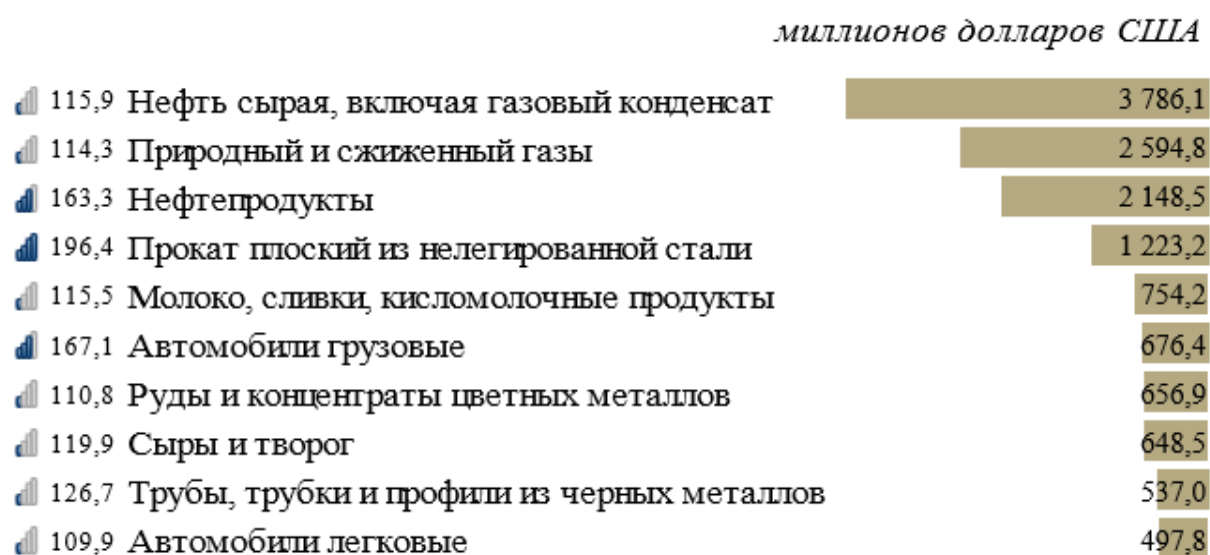 миллионов долларов США
115,9 Нефть сырая, включая газовый конденсат 3 786,1
114,3 Природный и сжиженный газы 2 594,8
163,3 Нефтепродукты 2 148,5
196,4 Прокат плоский из нелегированной стали 1 223,2
115,5 Молоко, сливки, кисломолочные продукты 754,2
167,1 Автомобили грузовые 676,4
110,8 Руды и концентраты цветных металлов 656,9
119,9 Сыры и творог 648,5
126,7 Трубы, трубки и профили из черных металлов 537,0
109,9 Автомобили легковые 497,8